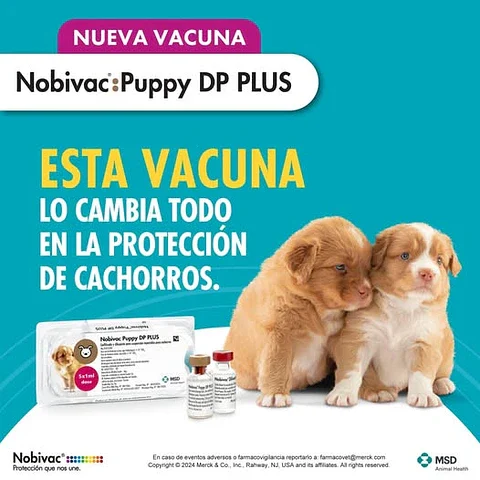 NUEVA VACUNA
Nobivac® Puppy DP PLUS
ESTA VACUNA
LO CAMBIA TODO
EN LA PROTECCIÓN
DE CACHORROS.
Nobivac Puppy DP PLUS
5x1ml
dose
MSD
Nobivac®
Protección que nos une.
En caso de eventos adversos o farmacovigilancia reportarlo a: farmacovet@merck.com
Copyright © 2024 Merck & Co., Inc., Rahway, NJ, USA and its affiliates. All rights reserved.
MSD
Animal Health